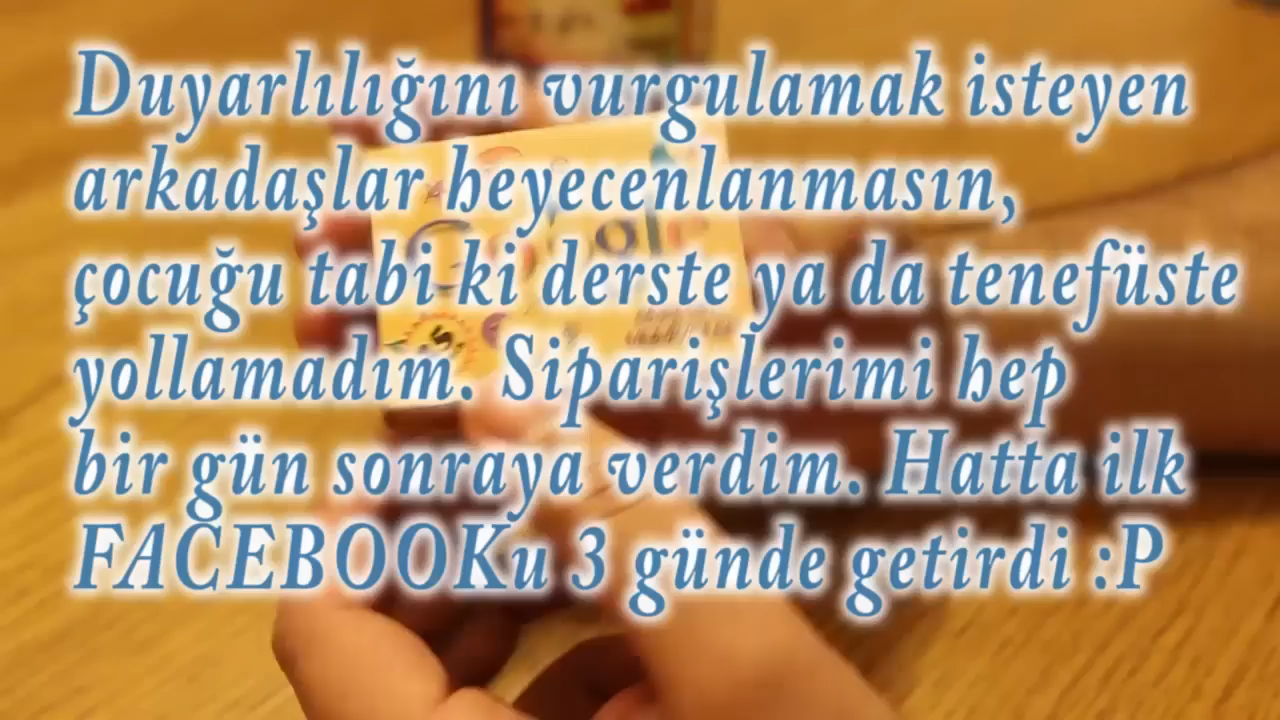 Duyarlılığını vurgulamak isteyen
arkadaşlar heyecenlanmasın,
çocuğu tabi ki derste ya da tenefüste
yollamadım. Siparişlerimi hep
bir gün sonraya verdim. Hatta ilk
FACEBOOKu 3 günde getirdi :P